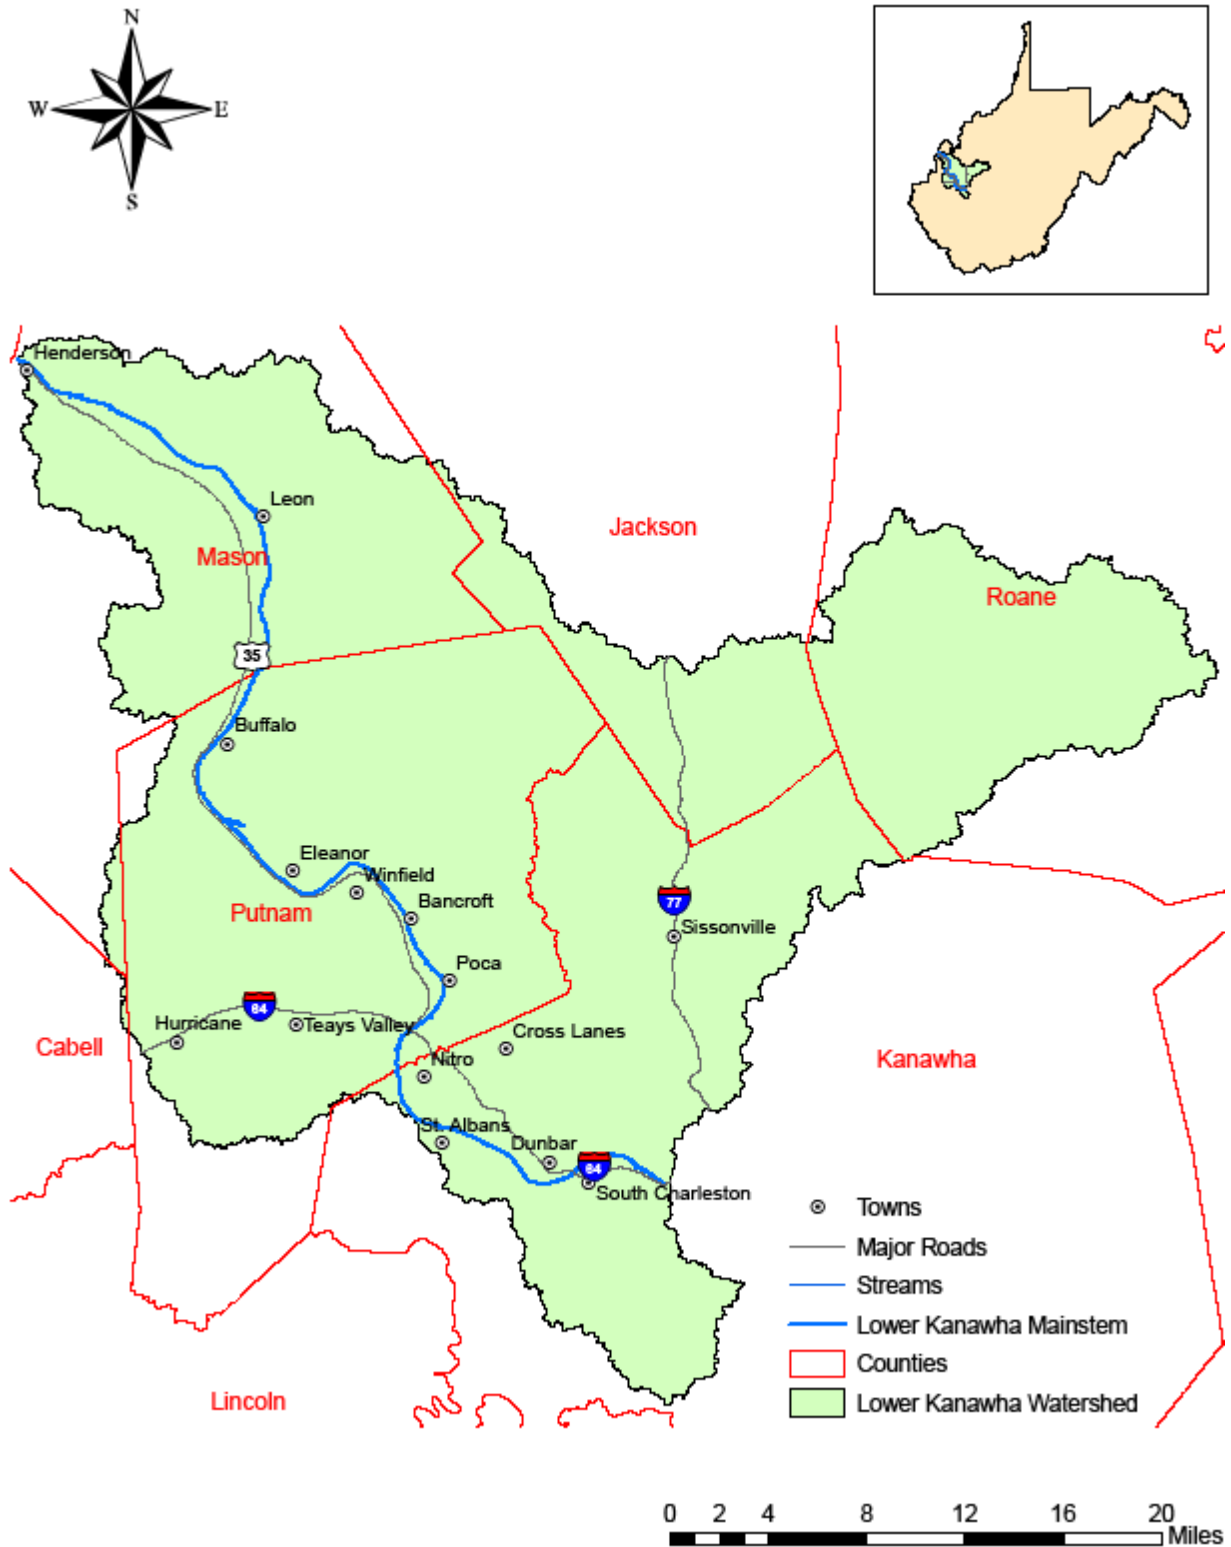 N
W E
S
Henderson
Leon
Jackson
Mason
Roane
35
Buffalo
Eleanor
Winfield
Bancroft
77
Putnam
Sissonville
Poca
64
Hurricane
Teays Valley
Cross Lanes
Cabell
Nitro
Kanawha
St. Albans
Dunbar
64
South Charleston
Towns
Major Roads
Streams
Lower Kanawha Mainstem
Counties
Lower Kanawha Watershed
Lincoln
0 2 4 8 12 16 20
Miles